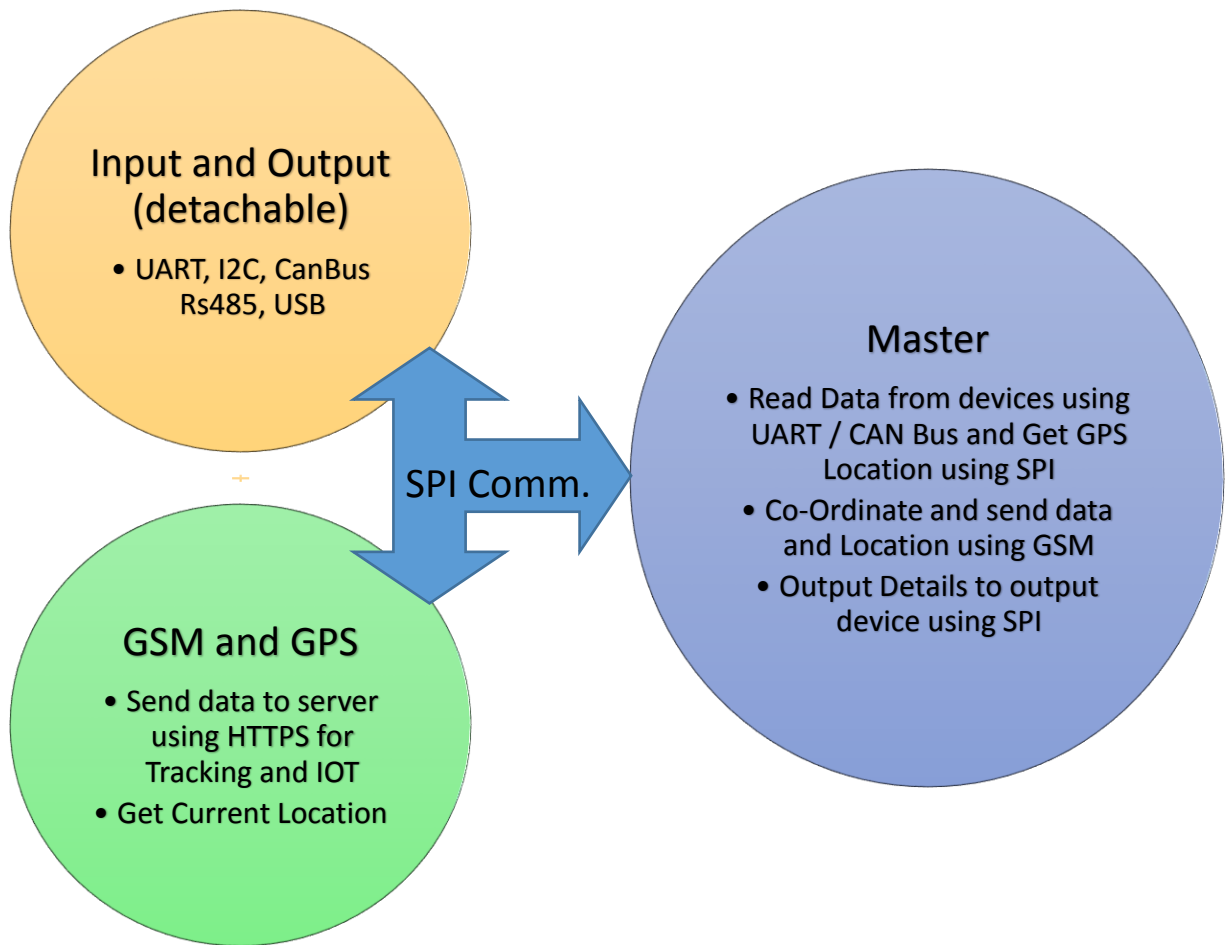 Input and Output
(detachable)
• UART, I2C, CanBus
Rs485, USB
SPI Comm.
GSM and GPS
• Send data to server
using HTTPS for
Tracking and IOT
• Get Current Location
Master
• Read Data from devices using
UART / CAN Bus and Get GPS
Location using SPI
• Co-Ordinate and send data
and Location using GSM
• Output Details to output
device using SPI